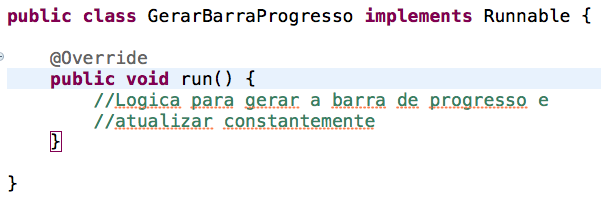 public class GerarBarraProgresso implements Runnable {
@Override
public void run() {
//Logica para gerar a barra de progresso e
//atualizar constantemente
}
}